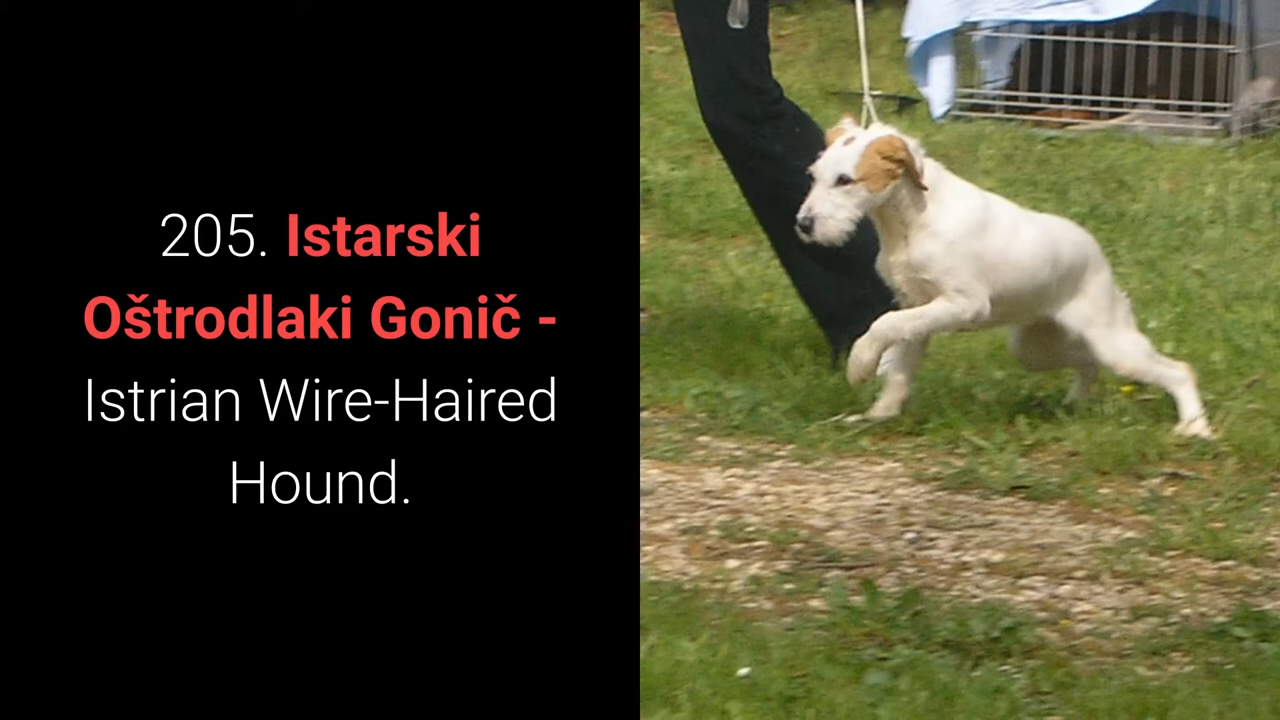 205. Istarski
Oštrodlaki Gonič -
Istrian Wire-Haired
Hound.